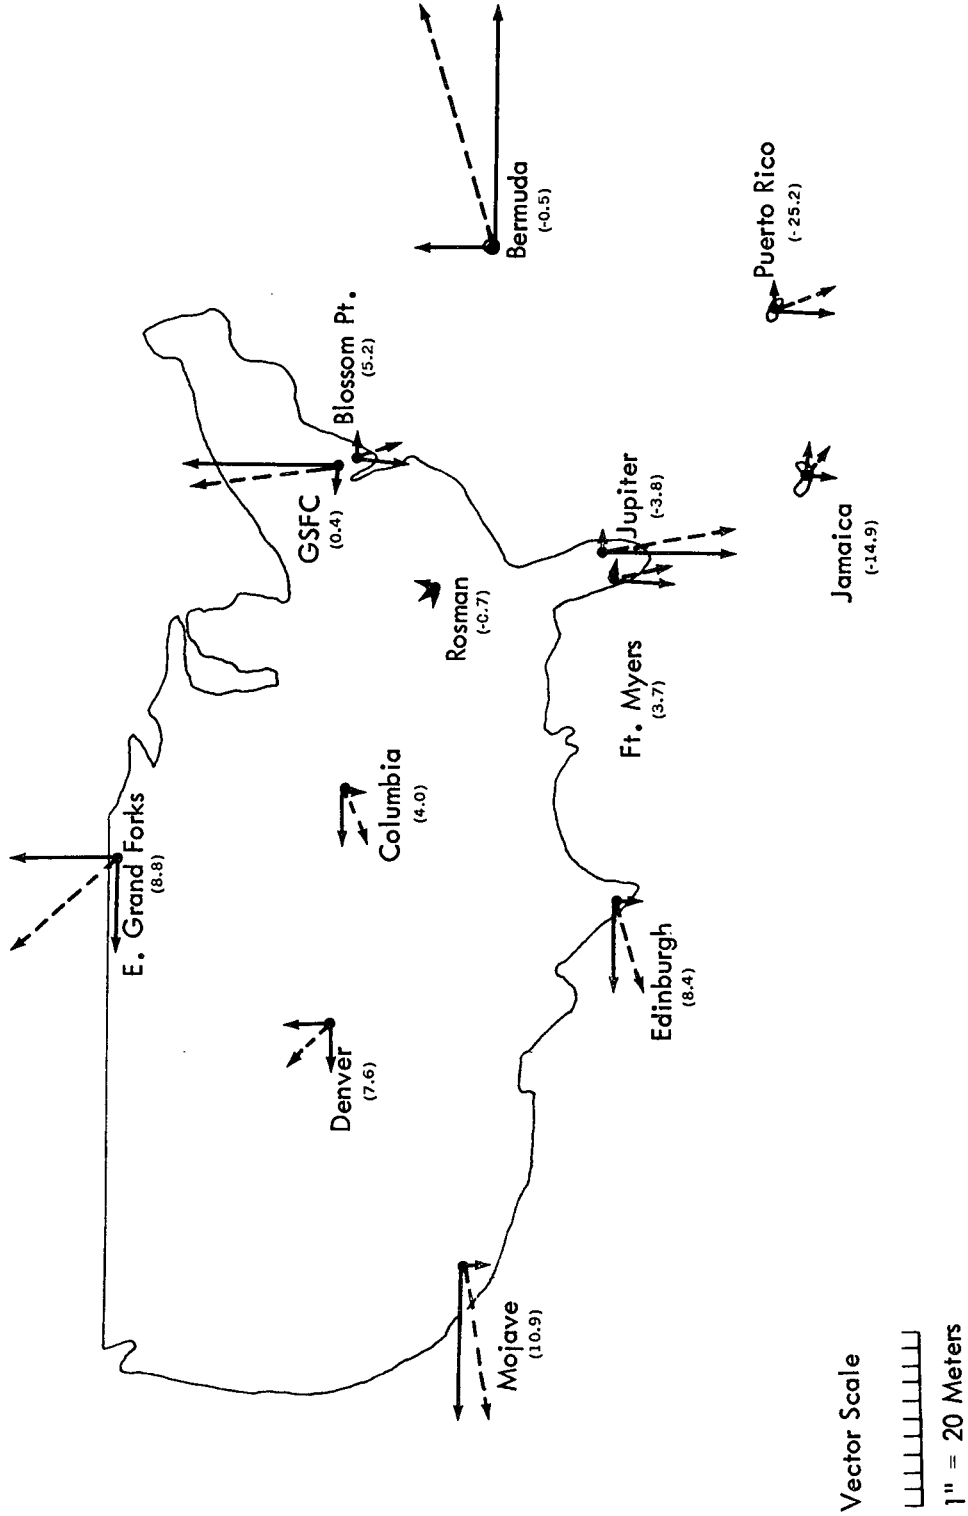 E. Grand Forks
(8.8)
Denver
(7.6)
Mojave
(10.9)
Columbia
(4.0)
Edinburgh
(8.4)
GSFC
(0.4)
Blossom Pt.
(5.2)
Rosman
(-0.7)
Bermuda
(-0.5)
Ft. Myers
(3.7)
Jupiter
(-3.8)
Jamaica
(-14.9)
Puerto Rico
(-25.2)
Vector Scale
1" = 20 Meters